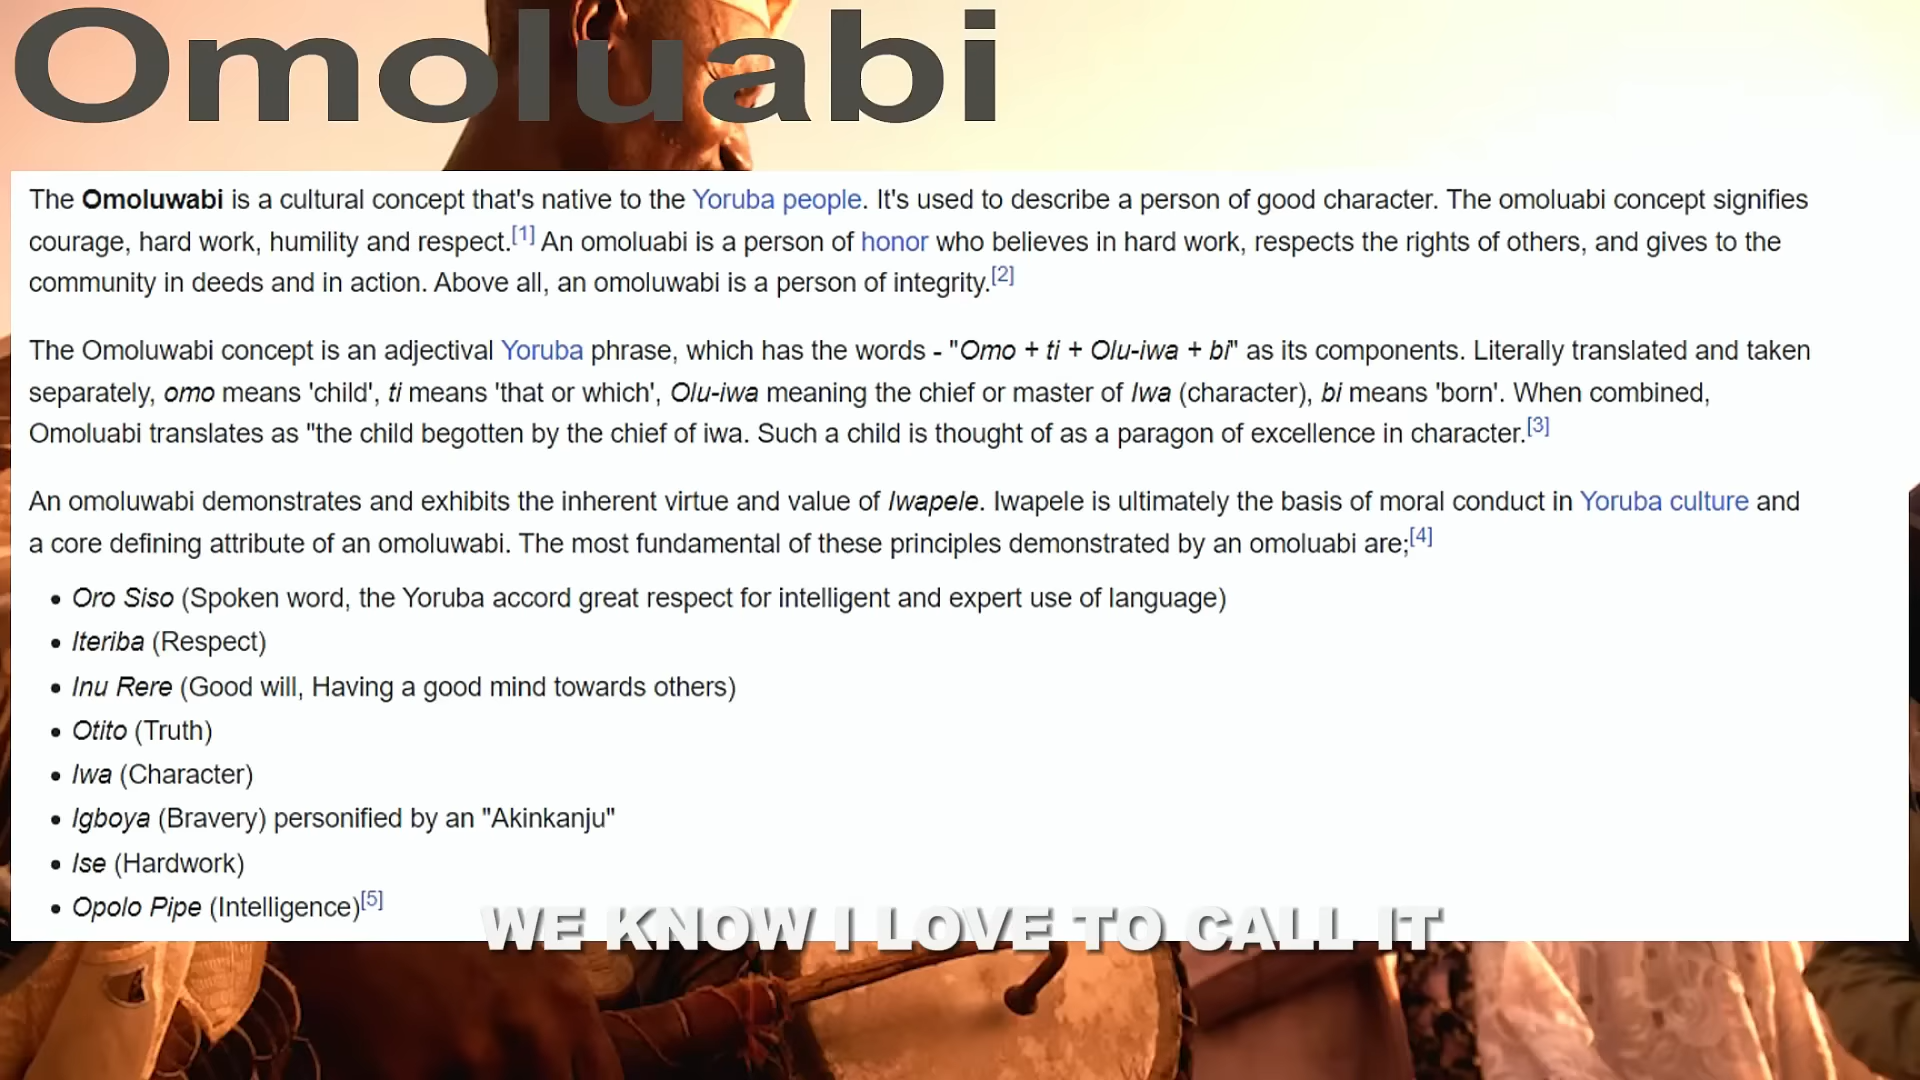 Omoluabi
The Omoluwabi is a cultural concept that's native to the Yoruba people. It's used to describe a person of good character. The omoluabi concept signifies
courage, hard work, humility and respect.[1] An omoluabi is a person of honor who believes in hard work, respects the rights of others, and gives to the
community in deeds and in action. Above all, an omoluwabi is a person of integrity.[2]
The Omoluwabi concept is an adjectival Yoruba phrase, which has the words - "Omo + ti + Olu-iwa + bi" as its components. Literally translated and taken
separately, omo means 'child', ti means 'that or which', Olu-iwa meaning the chief or master of Iwa (character), bi means 'born'. When combined,
Omoluabi translates as "the child begotten by the chief of iwa. Such a child is thought of as a paragon of excellence in character.[3]
An omoluwabi demonstrates and exhibits the inherent virtue and value of Iwapele. Iwapele is ultimately the basis of moral conduct in Yoruba culture and
a core defining attribute of an omoluwabi. The most fundamental of these principles demonstrated by an omoluabi are;[4]
• Oro Siso (Spoken word, the Yoruba accord great respect for intelligent and expert use of language)
• Iteriba (Respect)
• Inu Rere (Good will, Having a good mind towards others)
• Otito (Truth)
• Iwa (Character)
• Igboya (Bravery) personified by an "Akinkanju"
• Ise (Hardwork)
• Opolo Pipe (Intelligence)[5]
WE KNOW I LOVE TO CALL IT